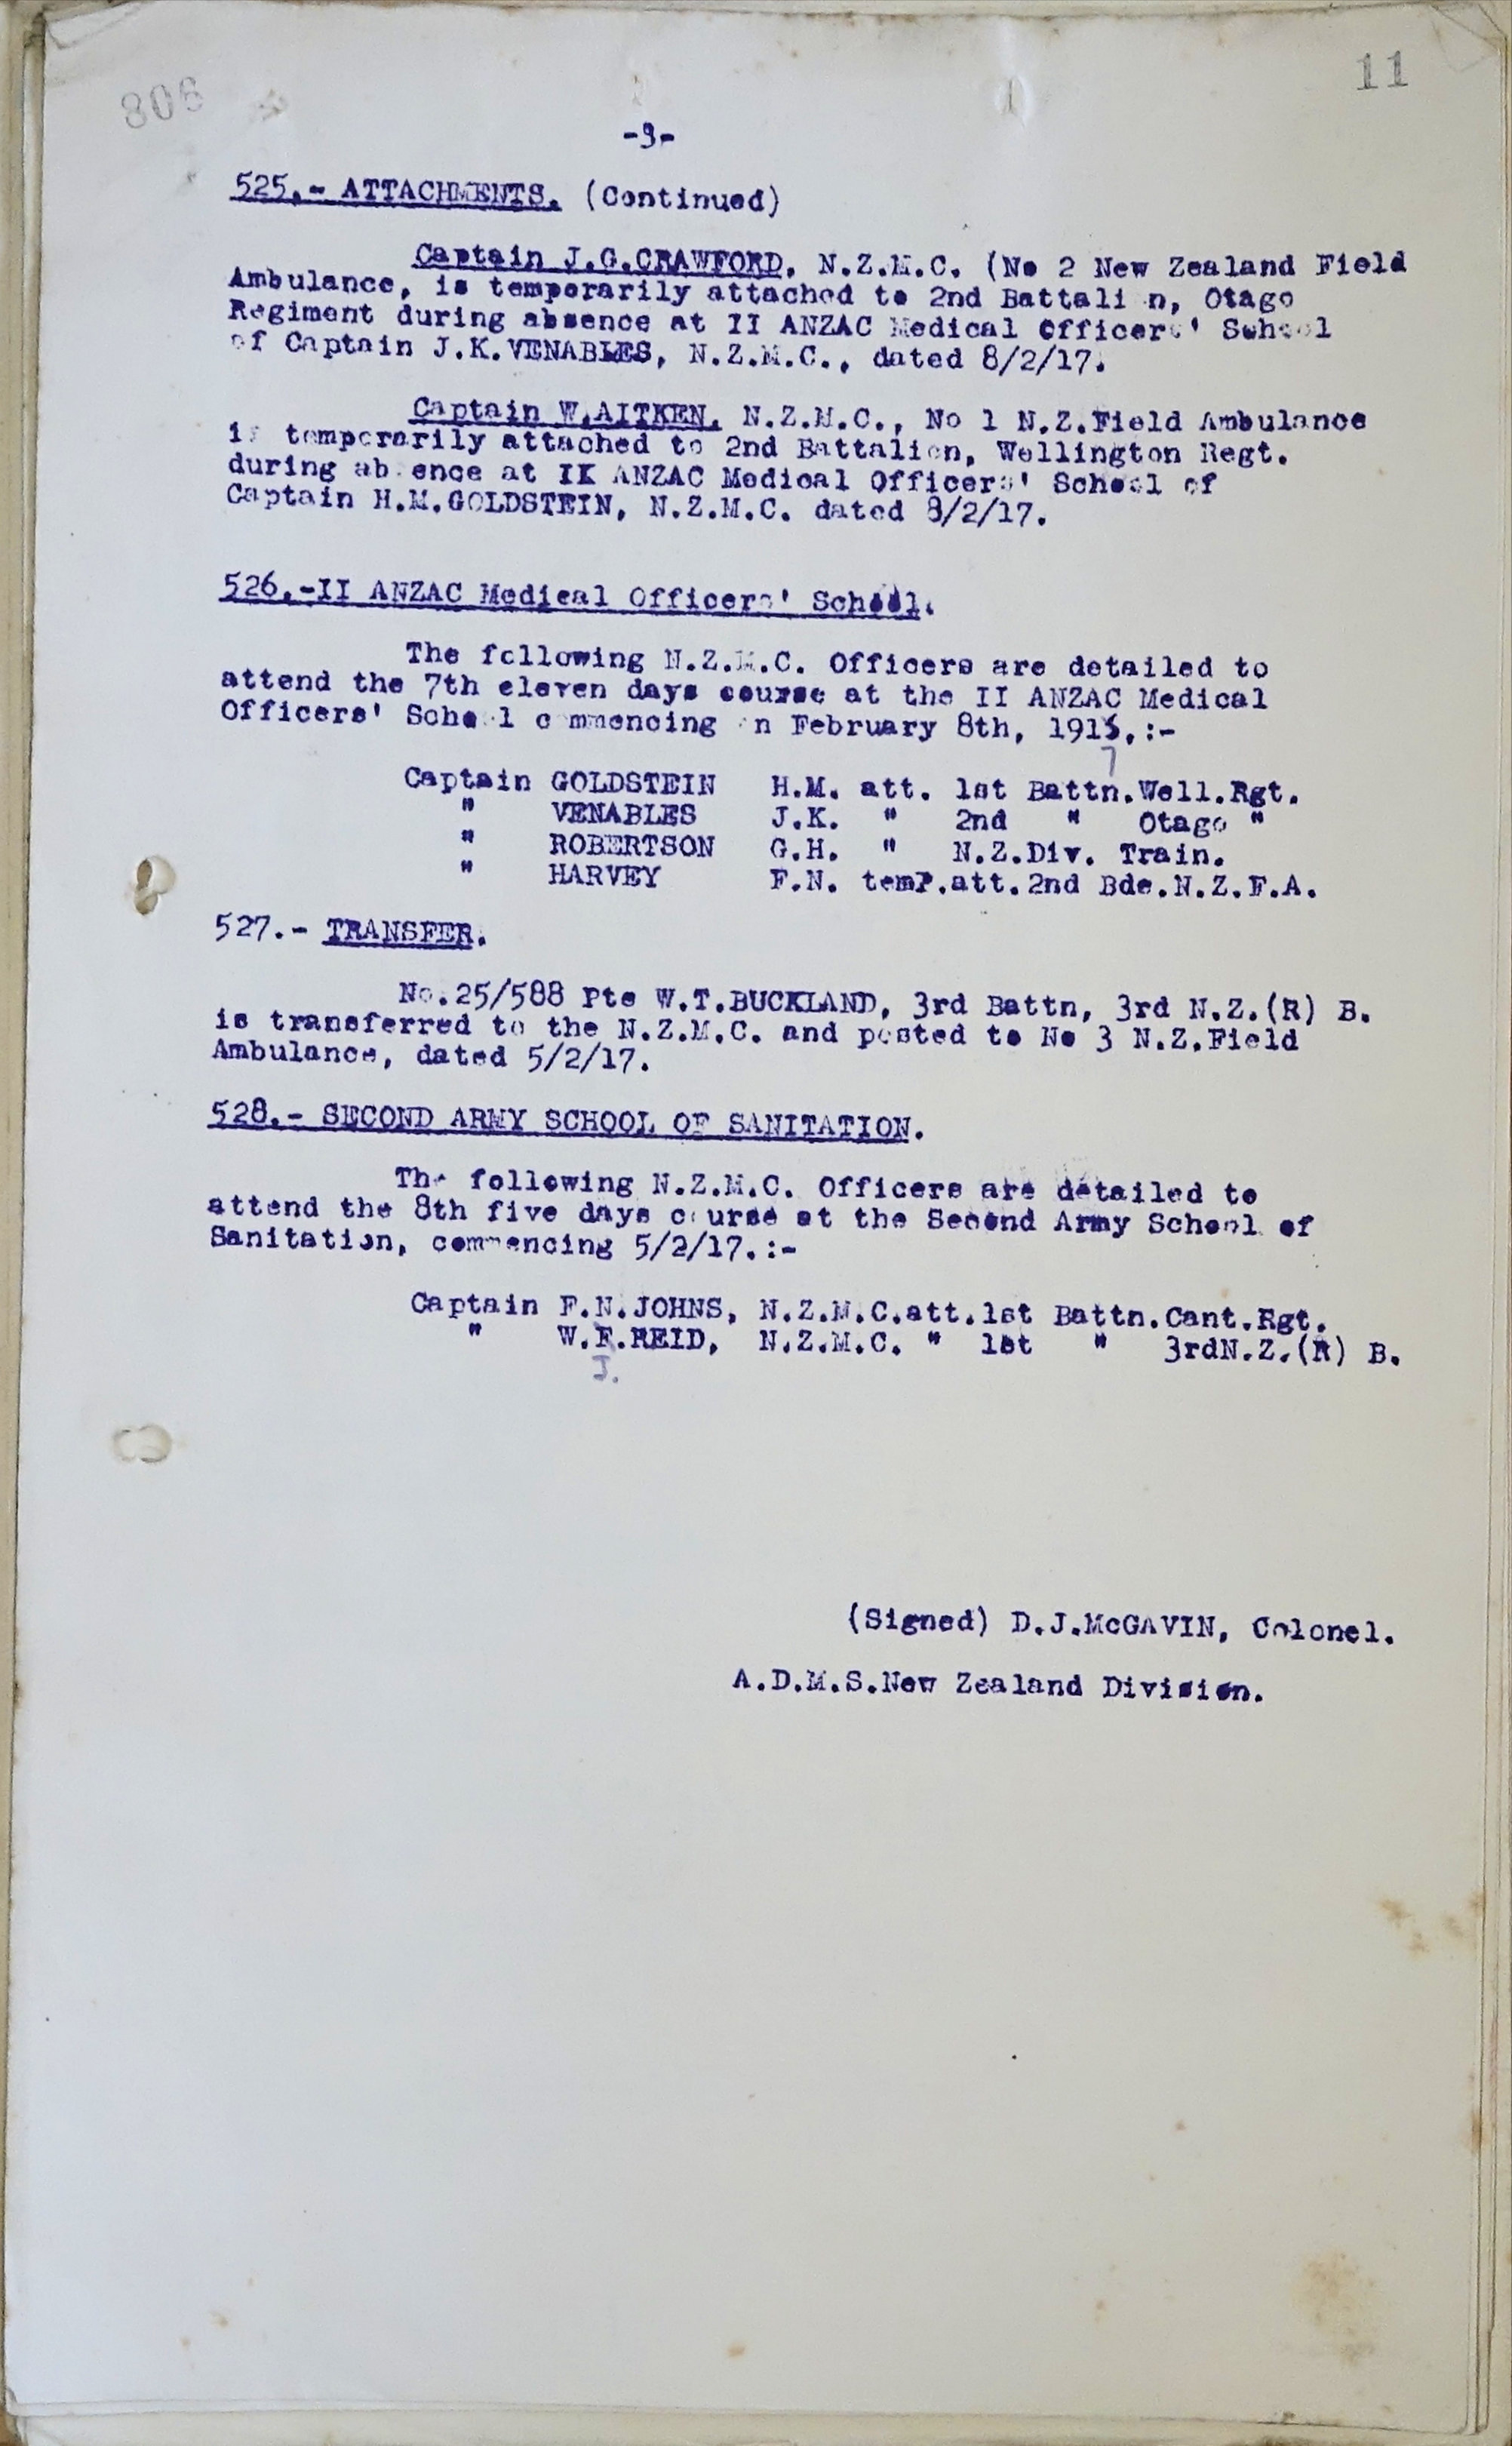 808
11
-3-
525.- ATTACHMENTS. (Continued)
Captain J.G.CRAWFORD, N.Z.M.C. (No 2 New Zealand Field
Ambulance, is temporarily attached to 2nd Battalion, Otago
Regiment during absence at II ANZAC Medical Officers' School
of Captain J.K.VENABLES, N.Z.M.C., dated 8/2/17.
Captain W.AITKEN, N.Z.M.C., No 1 N.Z.Field Ambulance
is temporarily attached to 2nd Battalion, Wellington Regt.
during absence at II ANZAC Medical Officers' School of
Captain H.M.GOLDSTEIN, N.Z.M.C. dated 8/2/17.
526.-II ANZAC Medical Officers' School.
The following N.Z.M.C. Officers are detailed to
attend the 7th eleven days course at the II ANZAC Medical
Officers' School commencing on February 8th, 1916,:-
7
Captain GOLDSTEIN H.M. att. 1st Battn.Well.Rgt.
" VENABLES J.K. " 2nd " Otago "
" ROBERTSON G.H. " N.Z.Div. Train.
" HARVEY F.N. temp.att.2nd Bde.N.Z.F.A.
527.- TRANSFER.
No.25/588 Pte W.T.BUCKLAND, 3rd Battn, 3rd N.Z.(R) B.
is transferred to the N.Z.M.C. and posted to No 3 N.Z.Field
Ambulance, dated 5/2/17.
528.- SECOND ARMY SCHOOL OF SANITATION.
The following N.Z.M.C. Officers are detailed to
attend the 8th five days course at the Second Army School of
Sanitation, commencing 5/2/17.:-
Captain F.N.JOHNS, N.Z.M.C.att.1st Battn.Cant.Rgt.
" W.F.REID, N.Z.M.C. " 1st " 3rdN.Z.(R) B.
J.
(Signed) D.J.McGAVIN, Colonel.
A.D.M.S.New Zealand Division.